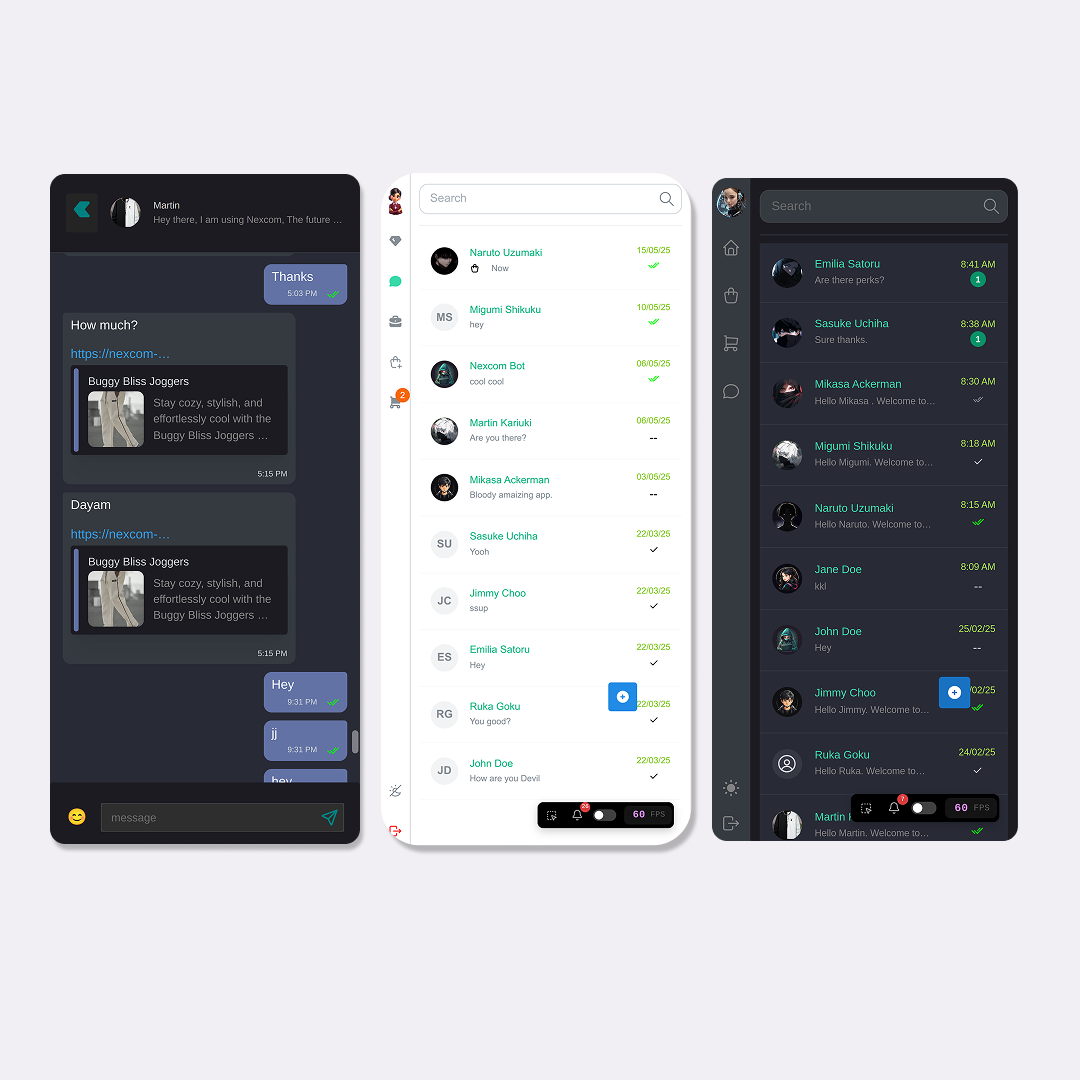 Martin
Hey there, I am using Nexcom, The future ...
Thanks
5:03 PM
How much?
https://nexcom-...
Buggy Bliss Joggers
Stay cozy, stylish, and
effortlessly cool with the
Buggy Bliss Joggers ...
5:15 PM
Dayam
https://nexcom-...
Buggy Bliss Joggers
Stay cozy, stylish, and
effortlessly cool with the
Buggy Bliss Joggers ...
5:15 PM
Hey
9:31 PM
jj
9:31 PM
hey
message
Search
2
Naruto Uzumaki 15/05/25
Now
MS Migumi Shikuku 10/05/25
hey
Nexcom Bot 08/05/25
cool cool
Martin Kariuki 08/05/25
Are you there? --
Mikasa Ackerman 03/05/25
Bloody amaizing app. --
SU Sasuke Uchiha 22/03/25
Yooh
JC Jimmy Choo 22/03/25
ssup
ES Emilia Satoru 22/03/25
Hey
RG Ruka Goku 22/03/25
You good?
JD John Doe 22/03/25
How are you Devil
26 60 FPS
Search
Emilia Satoru 8:41 AM
Are there perks? 1
Sasuke Uchiha 8:38 AM
Sure thanks. 1
Mikasa Ackerman 8:30 AM
Hello Mikasa . Welcome to...
Migumi Shikuku 8:18 AM
Hello Migumi. Welcome to...
Naruto Uzumaki 8:15 AM
Hello Naruto. Welcome to...
Jane Doe 8:09 AM
kkl --
John Doe 25/02/25
Hey --
Jimmy Choo /02/25
Hello Jimmy. Welcome to...
Ruka Goku 24/02/25
Hello Ruka. Welcome to...
7 60 FPS
Martin
Hello Martin. Welcome to...